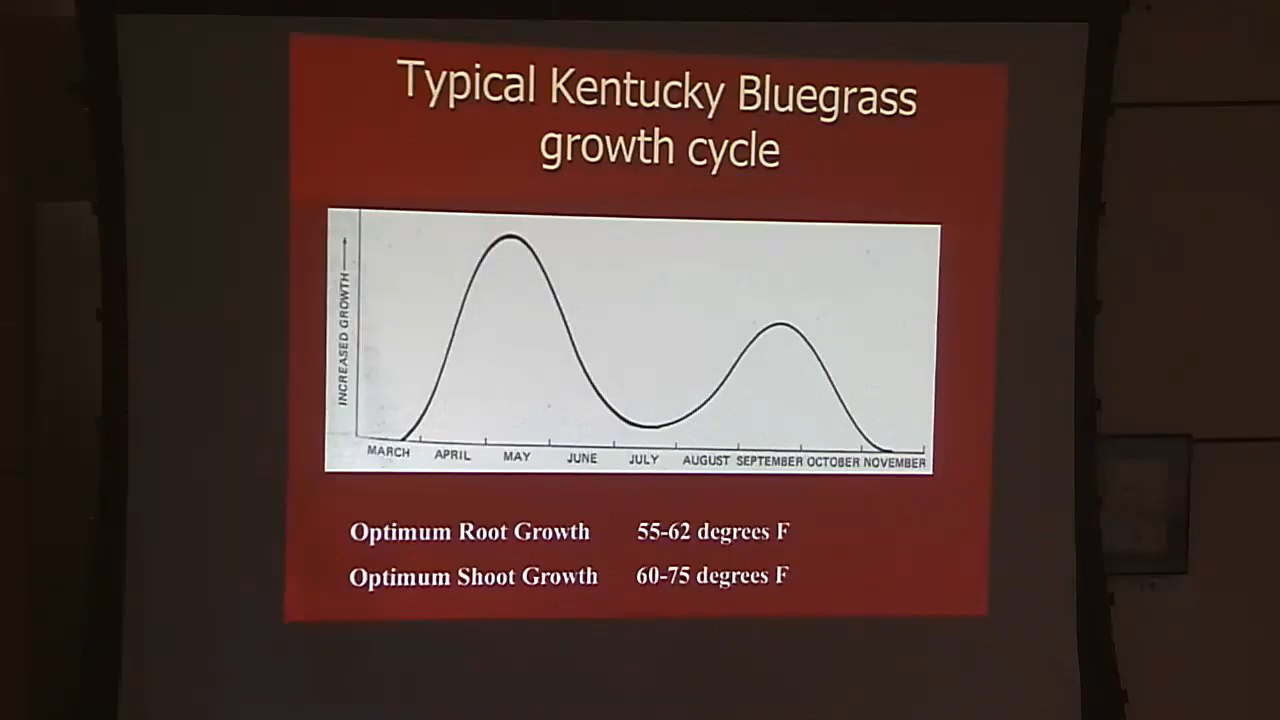 Typical Kentucky Bluegrass
growth cycle
INCREASED GROWTH
MARCH APRIL MAY JUNE JULY AUGUST SEPTEMBER OCTOBER NOVEMBER
Optimum Root Growth 55-62 degrees F
Optimum Shoot Growth 60-75 degrees F